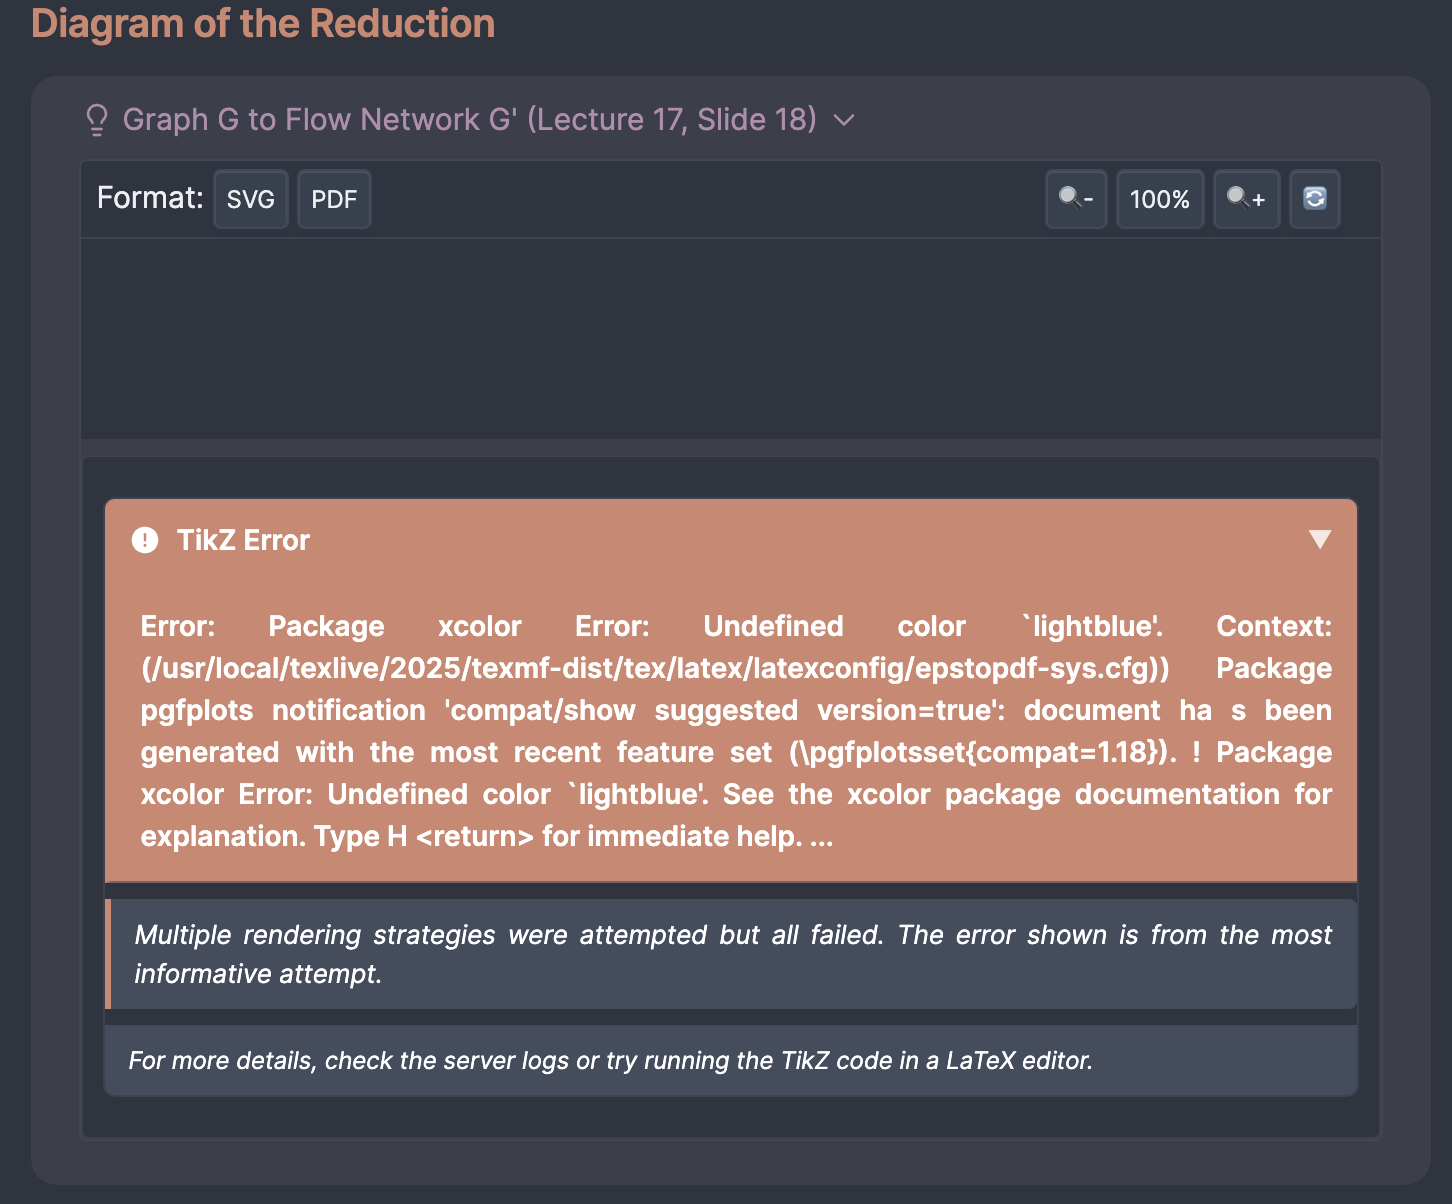 Diagram of the Reduction
Graph G to Flow Network G' (Lecture 17, Slide 18)
Format: SVG PDF - 100% +
TikZ Error
Error: Package xcolor Error: Undefined color `lightblue'. Context:
(/usr/local/texlive/2025/texmf-dist/tex/latex/latexconfig/epstopdf-sys.cfg)) Package
pgfplots notification 'compat/show suggested version=true': document ha s been
generated with the most recent feature set (\pgfplotsset{compat=1.18}). ! Package
xcolor Error: Undefined color `lightblue'. See the xcolor package documentation for
explanation. Type H <return> for immediate help. ...
Multiple rendering strategies were attempted but all failed. The error shown is from the most
informative attempt.
For more details, check the server logs or try running the TikZ code in a LaTeX editor.